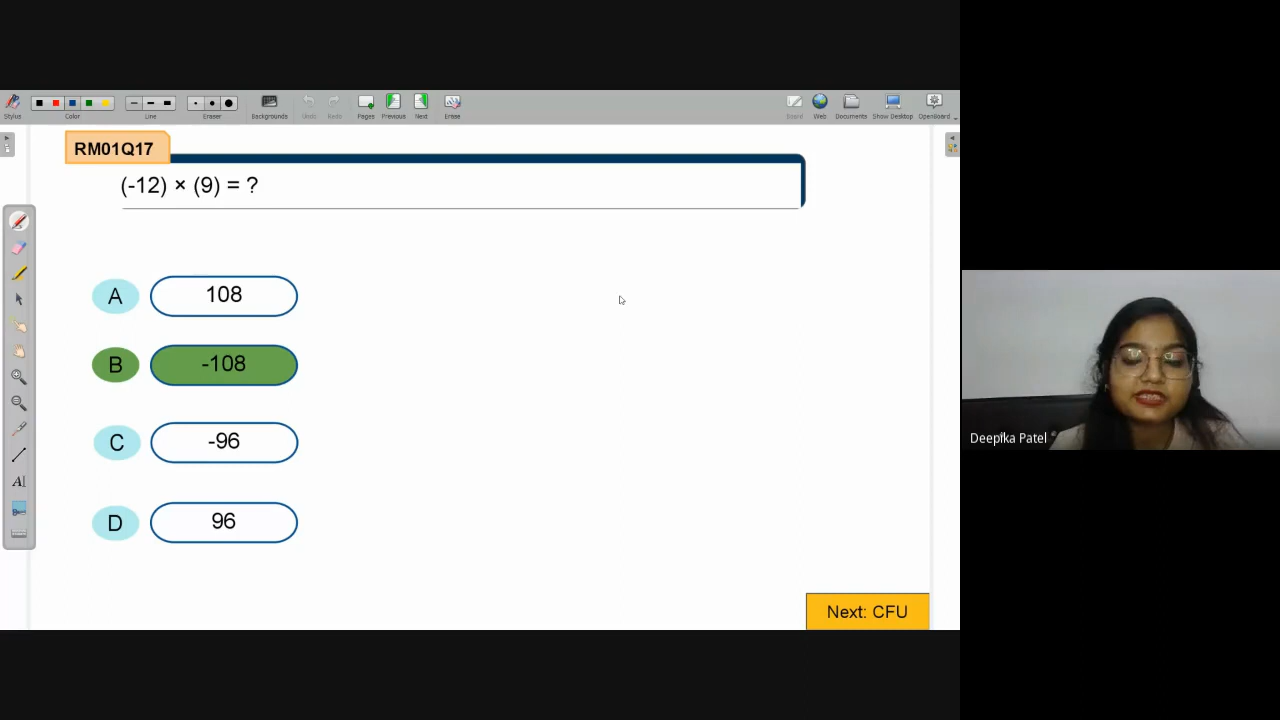 Stylus
Color
Line
Eraser
Backgrounds
Undo
Redo
Pages
Previous
Next
Erase
Board
Web
Documents
Show Desktop
OpenBoard
RM01Q17
(-12) × (9) = ?
A 108
B -108
C -96
D 96
Next: CFU
Deepika Patel